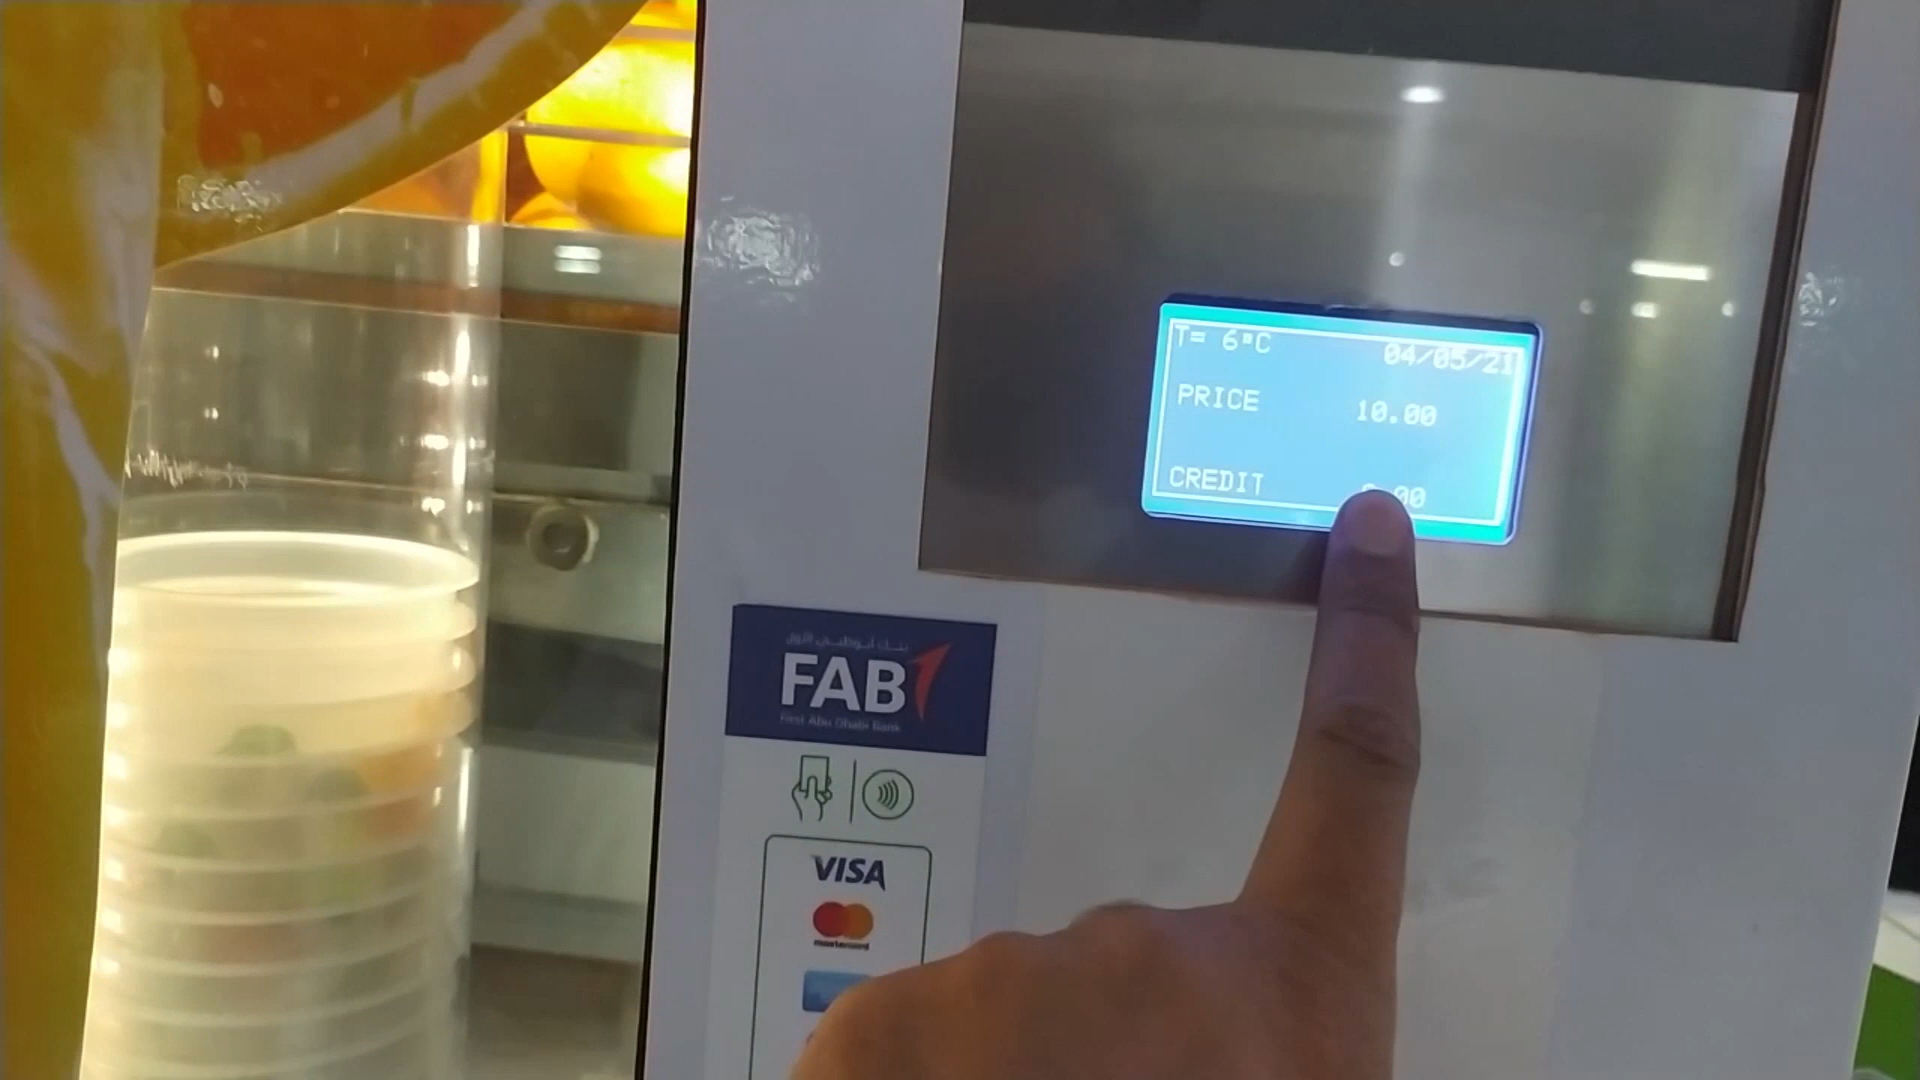 T= 6°C 04/05/21
PRICE 10.00
CREDIT
بنك أبوظبي الأول
FAB
First Abu Dhabi Bank
VISA
mastercard